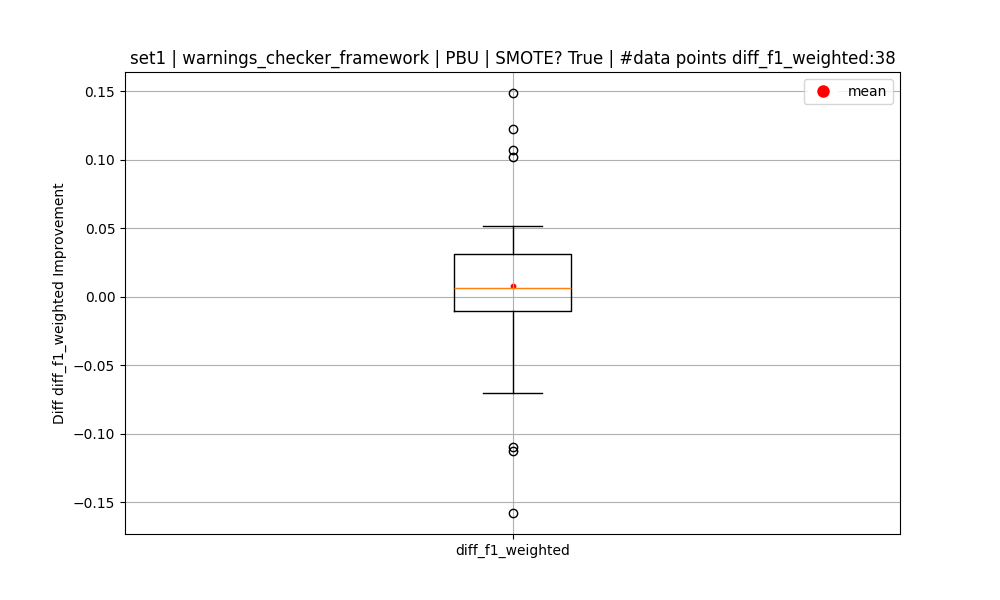 set1 | warnings_checker_framework | PBU | SMOTE? True | #data points diff_f1_weighted:38
mean
0.15
0.10
0.05
0.00
−0.05
−0.10
−0.15
Diff diff_f1_weighted Improvement
diff_f1_weighted